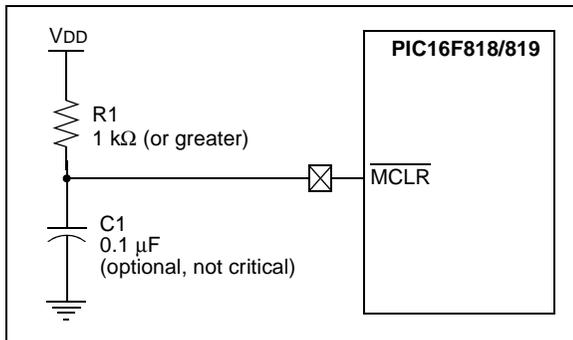 VDD
PIC16F818/819
R1
1 kΩ (or greater)
MCLR
C1
0.1 μF
(optional, not critical)